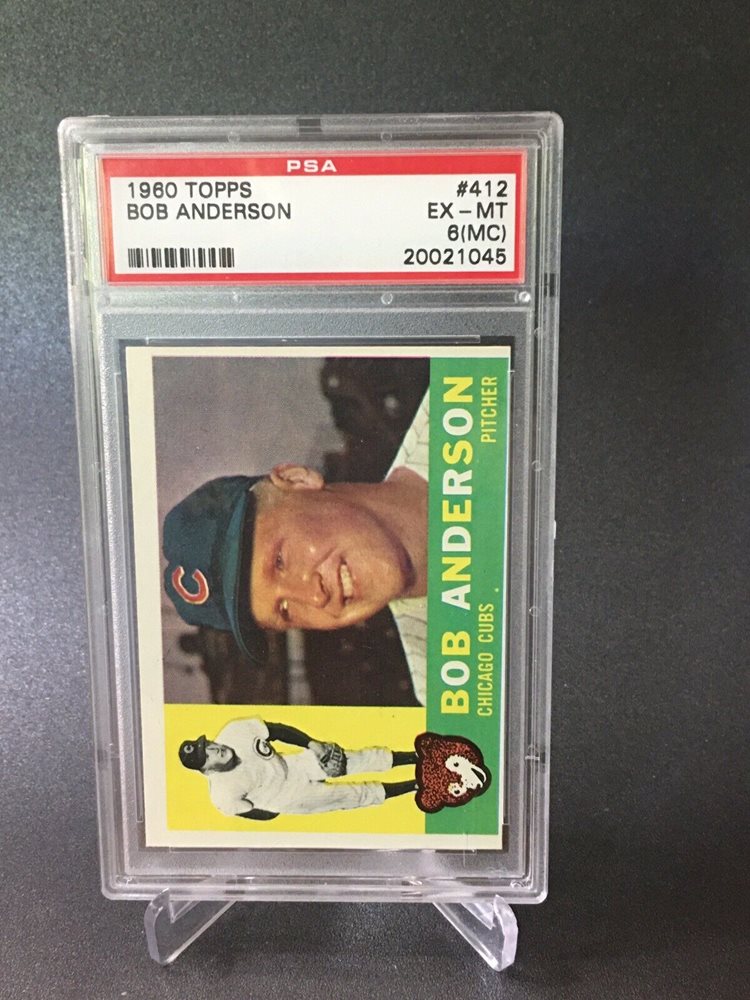 PSA
1960 TOPPS #412
BOB ANDERSON EX - MT
6(MC)
20021045
C
BOB ANDERSON
CHICAGO CUBS PITCHER
C
C